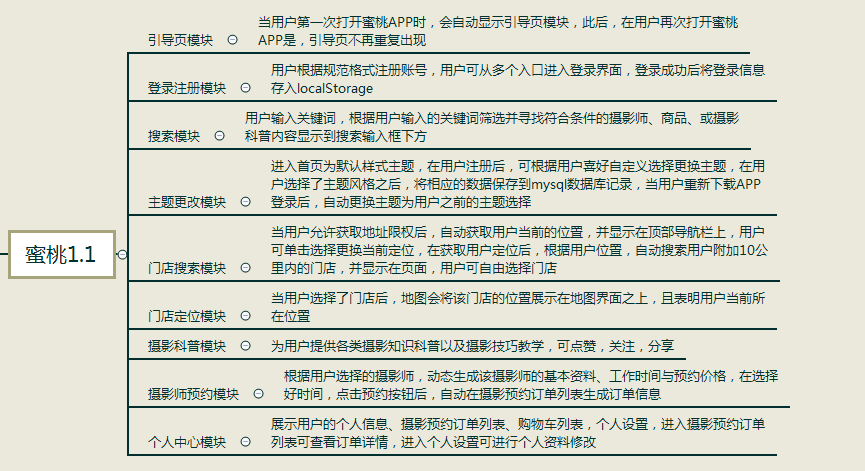 当用户第一次打开蜜桃APP时，会自动显示引导页模块，此后，在用户再次打开蜜桃
引导页模块
APP是，引导页不再重复出现
用户根据规范格式注册账号，用户可从多个入口进入登录界面，登录成功后将登录信息
登录注册模块
存入localStorage
用户输入关键词，根据用户输入的关键词筛选并寻找符合条件的摄影师、商品、或摄影
搜索模块
科普内容显示到搜索输入框下方
进入首页为默认样式主题，在用户注册后，可根据用户喜好自定义选择更换主题，在用
户选择了主题风格之后，将相应的数据保存到mysql数据库记录，当用户重新下载APP
主题更改模块
登录后，自动更换主题为用户之前的主题选择
蜜桃1.1
当用户允许获取地址限权后，自动获取用户当前的位置，并显示在顶部导航栏上，用户
可单击选择更换当前定位，在获取用户定位后，根据用户位置，自动搜索用户附加10公
门店搜索模块
里内的门店，并显示在页面，用户可自由选择门店
当用户选择了门店后，地图会将该门店的位置展示在地图界面之上，且表明用户当前所
门店定位模块
在位置
摄影科普模块
为用户提供各类摄影知识科普以及摄影技巧教学，可点赞，关注，分享
根据用户选择的摄影师，动态生成该摄影师的基本资料、工作时间与预约价格，在选择
摄影师预约模块
好时间，点击预约按钮后，自动在摄影预约订单列表生成订单信息
展示用户的个人信息、摄影预约订单列表、购物车列表，个人设置，进入摄影预约订单
个人中心模块
列表可查看订单详情，进入个人设置可进行个人资料修改